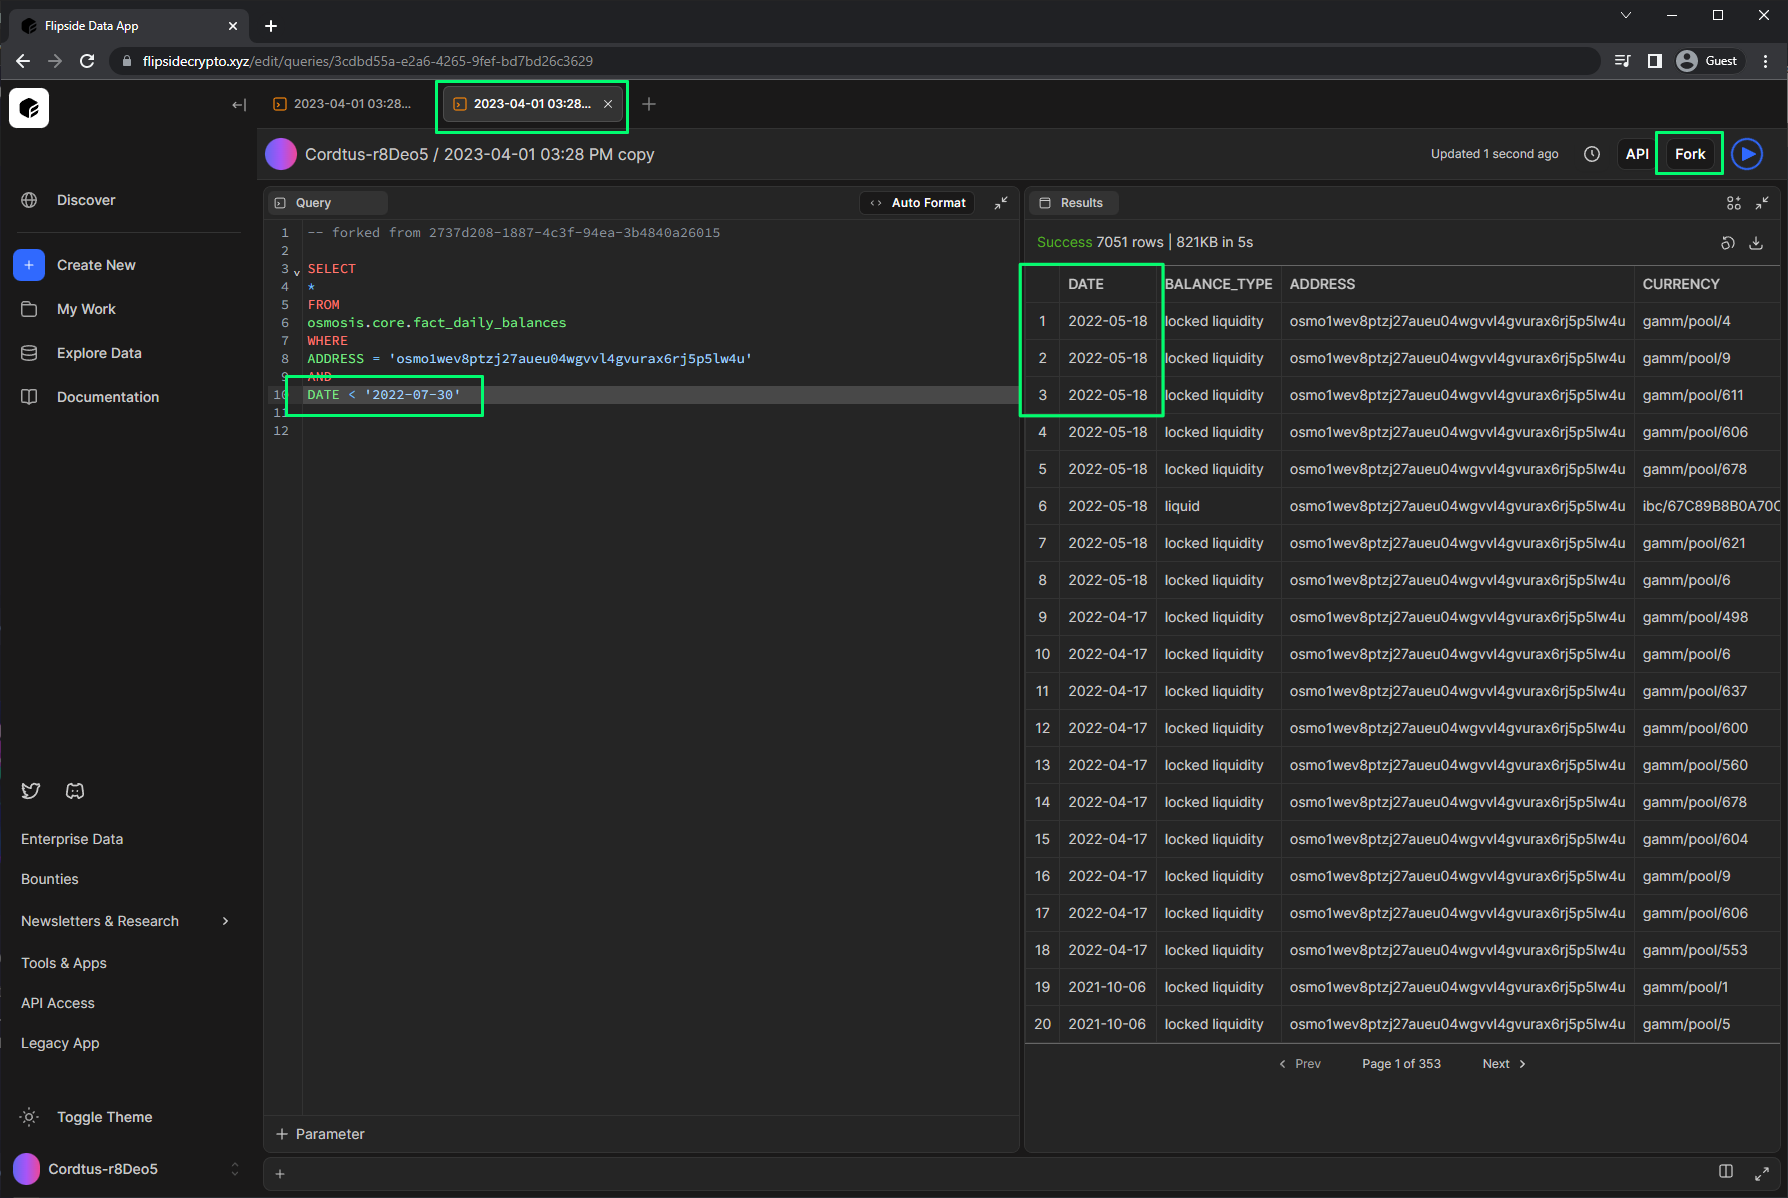 Flipside Data App
flipsidecrypto.xyz/edit/queries/3cdbd55a-e2a6-4265-9fef-bd7bd26c3629
Guest
2023-04-01 03:28...
2023-04-01 03:28...
Cordtus-r8Deo5 / 2023-04-01 03:28 PM copy
Updated 1 second ago
API
Fork
Discover
Create New
My Work
Explore Data
Documentation
Enterprise Data
Bounties
Newsletters & Research
Tools & Apps
API Access
Legacy App
Toggle Theme
Cordtus-r8Deo5
Query
<> Auto Format
1 -- forked from 2737d208-1887-4c3f-94ea-3b4840a26015
2
3 SELECT
4 *
5 FROM
6 osmosis.core.fact_daily_balances
7 WHERE
8 ADDRESS = 'osmo1wev8ptzj27aueu04wgvvl4gvurax6rj5p5lw4u'
9 AND
10 DATE < '2022-07-30'
11
12
+ Parameter
Results
Success 7051 rows | 821KB in 5s
DATE BALANCE_TYPE ADDRESS CURRENCY
1 2022-05-18 locked liquidity osmo1wev8ptzj27aueu04wgvvl4gvurax6rj5p5lw4u gamm/pool/4
2 2022-05-18 locked liquidity osmo1wev8ptzj27aueu04wgvvl4gvurax6rj5p5lw4u gamm/pool/9
3 2022-05-18 locked liquidity osmo1wev8ptzj27aueu04wgvvl4gvurax6rj5p5lw4u gamm/pool/611
4 2022-05-18 locked liquidity osmo1wev8ptzj27aueu04wgvvl4gvurax6rj5p5lw4u gamm/pool/606
5 2022-05-18 locked liquidity osmo1wev8ptzj27aueu04wgvvl4gvurax6rj5p5lw4u gamm/pool/678
6 2022-05-18 liquid osmo1wev8ptzj27aueu04wgvvl4gvurax6rj5p5lw4u ibc/67C89B8B0A70C
7 2022-05-18 locked liquidity osmo1wev8ptzj27aueu04wgvvl4gvurax6rj5p5lw4u gamm/pool/621
8 2022-05-18 locked liquidity osmo1wev8ptzj27aueu04wgvvl4gvurax6rj5p5lw4u gamm/pool/6
9 2022-04-17 locked liquidity osmo1wev8ptzj27aueu04wgvvl4gvurax6rj5p5lw4u gamm/pool/498
10 2022-04-17 locked liquidity osmo1wev8ptzj27aueu04wgvvl4gvurax6rj5p5lw4u gamm/pool/6
11 2022-04-17 locked liquidity osmo1wev8ptzj27aueu04wgvvl4gvurax6rj5p5lw4u gamm/pool/637
12 2022-04-17 locked liquidity osmo1wev8ptzj27aueu04wgvvl4gvurax6rj5p5lw4u gamm/pool/600
13 2022-04-17 locked liquidity osmo1wev8ptzj27aueu04wgvvl4gvurax6rj5p5lw4u gamm/pool/560
14 2022-04-17 locked liquidity osmo1wev8ptzj27aueu04wgvvl4gvurax6rj5p5lw4u gamm/pool/678
15 2022-04-17 locked liquidity osmo1wev8ptzj27aueu04wgvvl4gvurax6rj5p5lw4u gamm/pool/604
16 2022-04-17 locked liquidity osmo1wev8ptzj27aueu04wgvvl4gvurax6rj5p5lw4u gamm/pool/9
17 2022-04-17 locked liquidity osmo1wev8ptzj27aueu04wgvvl4gvurax6rj5p5lw4u gamm/pool/606
18 2022-04-17 locked liquidity osmo1wev8ptzj27aueu04wgvvl4gvurax6rj5p5lw4u gamm/pool/553
19 2021-10-06 locked liquidity osmo1wev8ptzj27aueu04wgvvl4gvurax6rj5p5lw4u gamm/pool/1
20 2021-10-06 locked liquidity osmo1wev8ptzj27aueu04wgvvl4gvurax6rj5p5lw4u gamm/pool/5
< Prev Page 1 of 353 Next >